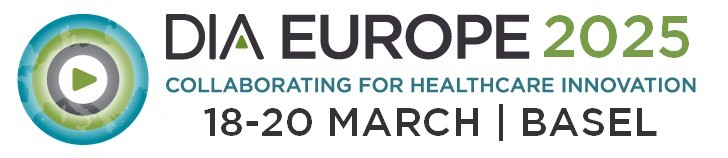 DIA EUROPE 2025
COLLABORATING FOR HEALTHCARE INNOVATION
18-20 MARCH | BASEL